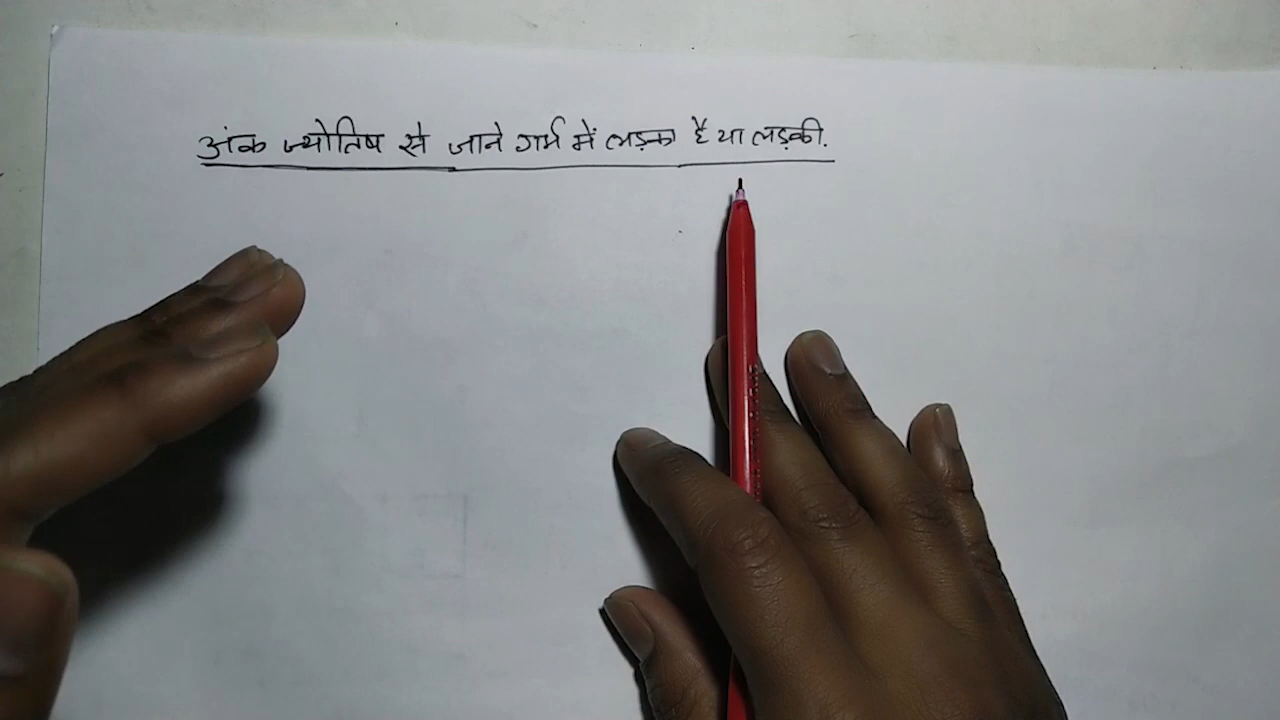 अंक ज्योतिष से जाने गर्भ में लड़का है या लड़की.